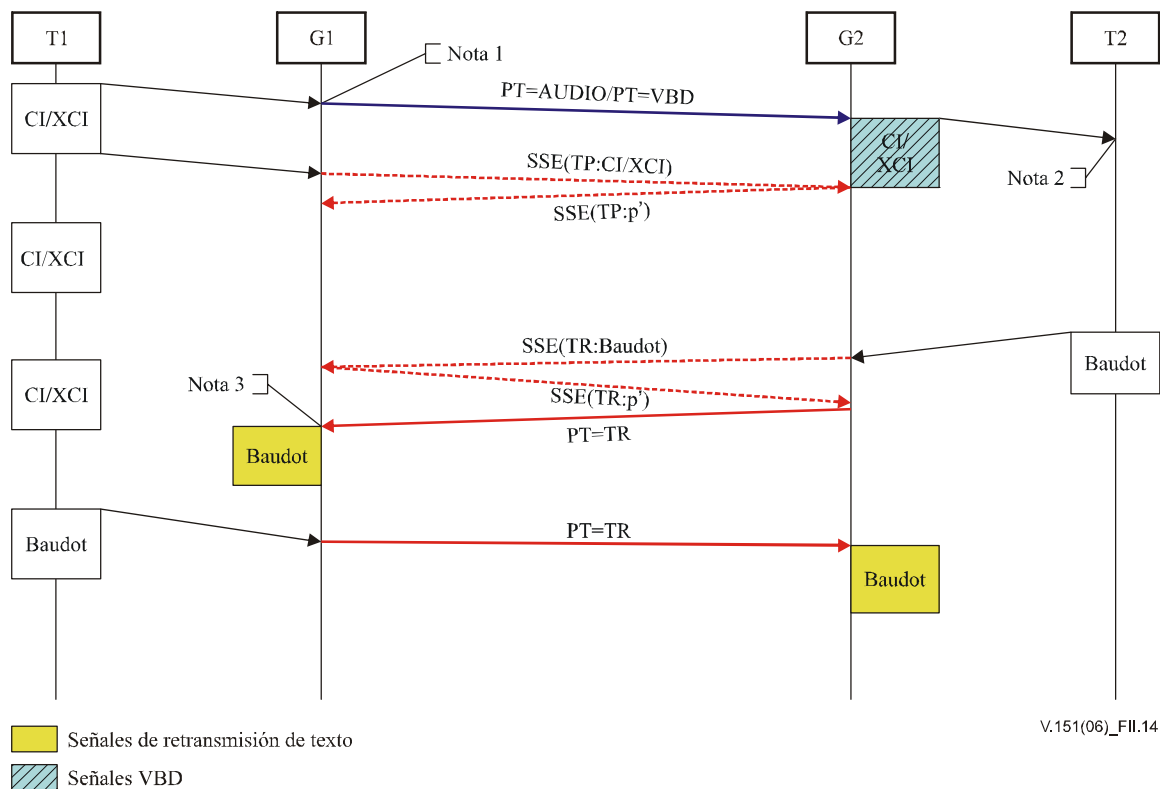 T1
G1
G2
T2
Nota 1
PT=AUDIO/PT=VBD
CI/XCI
CI/
XCI
SSE(TP:CI/XCI)
Nota 2
SSE(TP:p')
CI/XCI
SSE(TR:Baudot)
Baudot
CI/XCI
Nota 3
SSE(TR:p')
PT=TR
Baudot
PT=TR
Baudot
Baudot
Señales de retransmisión de texto
V.151(06)_FII.14
Señales VBD